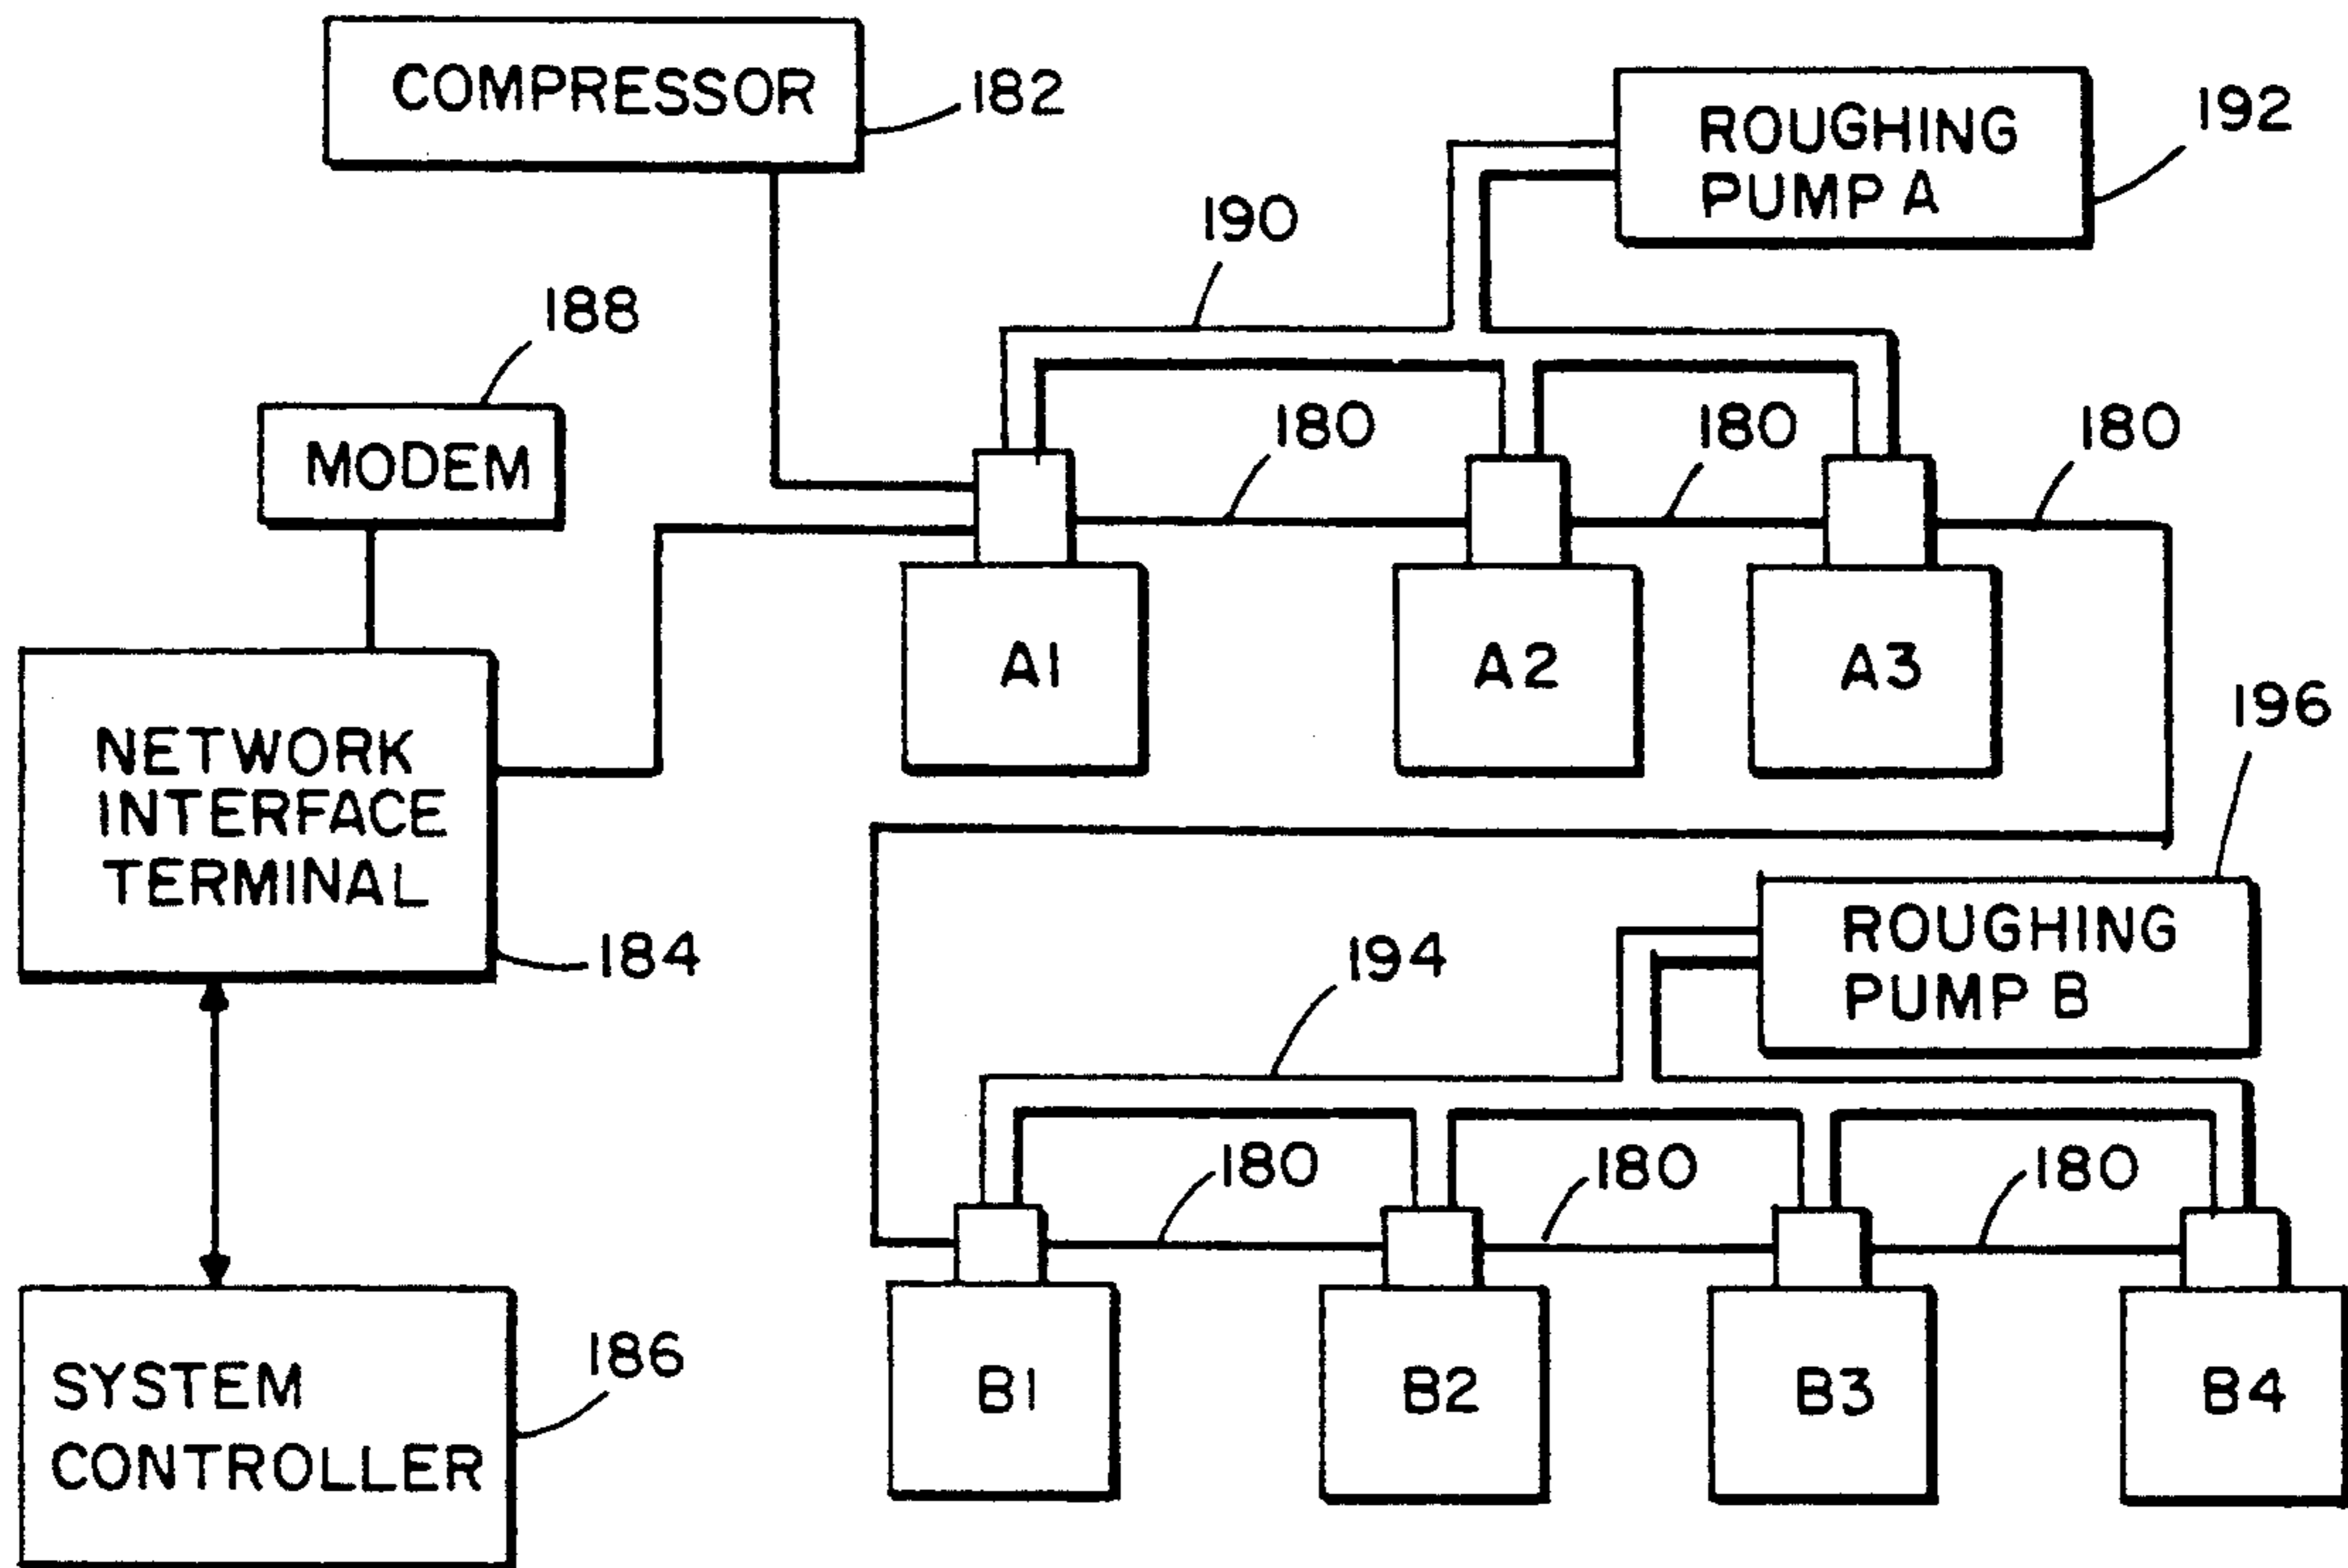 COMPRESSOR
182
ROUGHING
PUMP A
192
190
188
MODEM
180
180
180
A1
A2
A3
NETWORK
INTERFACE
TERMINAL
184
196
ROUGHING
PUMP B
194
180
180
180
SYSTEM
CONTROLLER
186
B1
B2
B3
B4